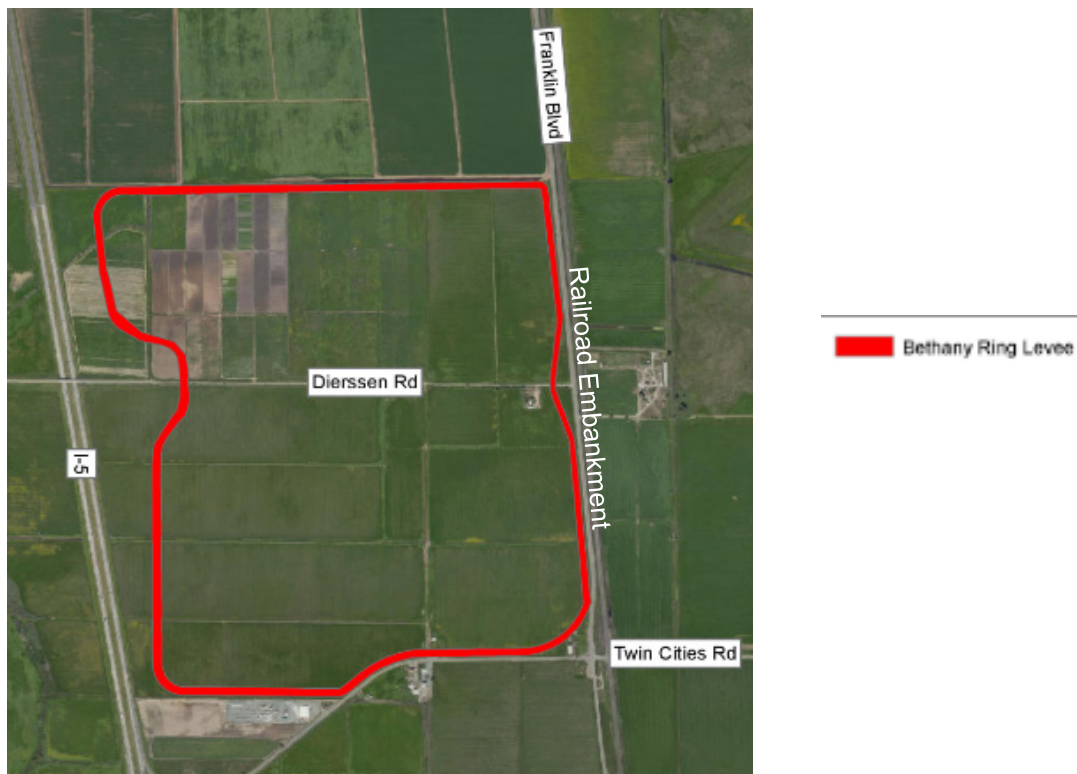 Franklin Blvd
Railroad Embankment
Dierssen Rd
I-5
Twin Cities Rd
Bethany Ring Levee